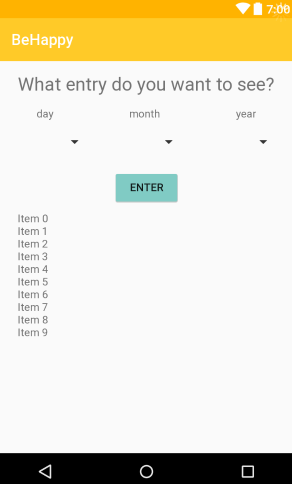 7:00
BeHappy
What entry do you want to see?
day month year
ENTER
Item 0
Item 1
Item 2
Item 3
Item 4
Item 5
Item 6
Item 7
Item 8
Item 9